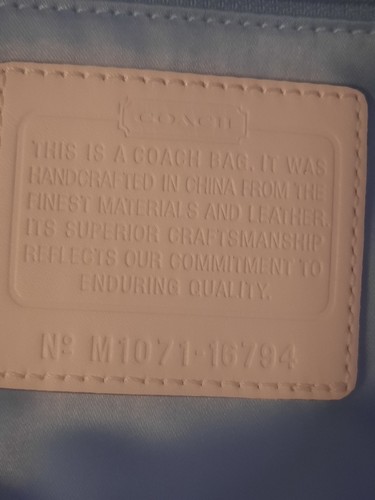 COACH
THIS IS A COACH BAG. IT WAS
HANDCRAFTED IN CHINA FROM THE
FINEST MATERIALS AND LEATHER.
ITS SUPERIOR CRAFTSMANSHIP
REFLECTS OUR COMMITMENT TO
ENDURING QUALITY.
Nº M1071-16794